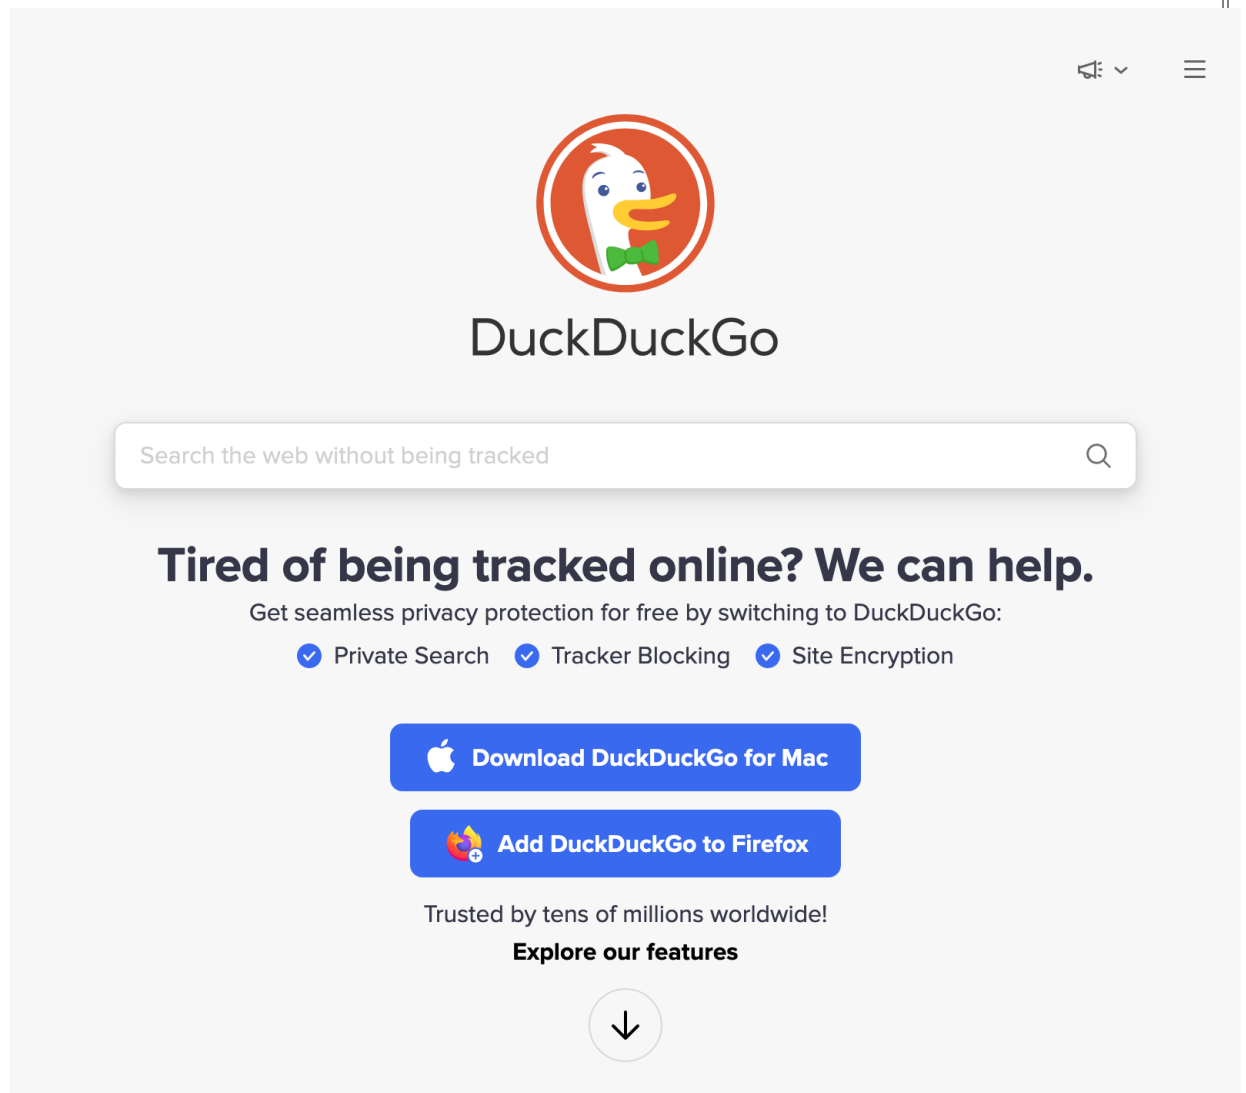 DuckDuckGo
Search the web without being tracked
Tired of being tracked online? We can help.
Get seamless privacy protection for free by switching to DuckDuckGo:
Private Search Tracker Blocking Site Encryption
Download DuckDuckGo for Mac
Add DuckDuckGo to Firefox
Trusted by tens of millions worldwide!
Explore our features